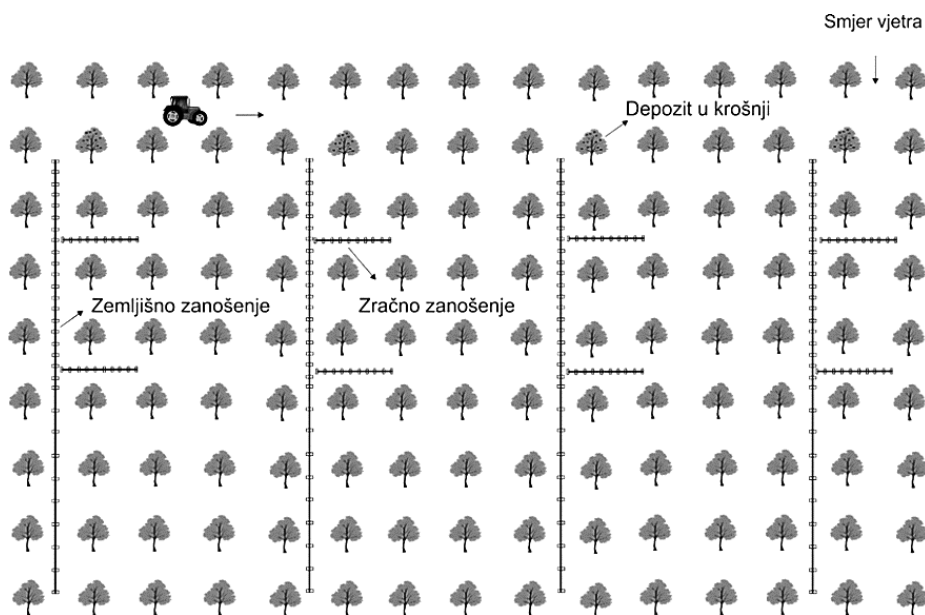 Smjer vjetra
Depozit u krošnji
Zemljišno zanošenje
Zračno zanošenje